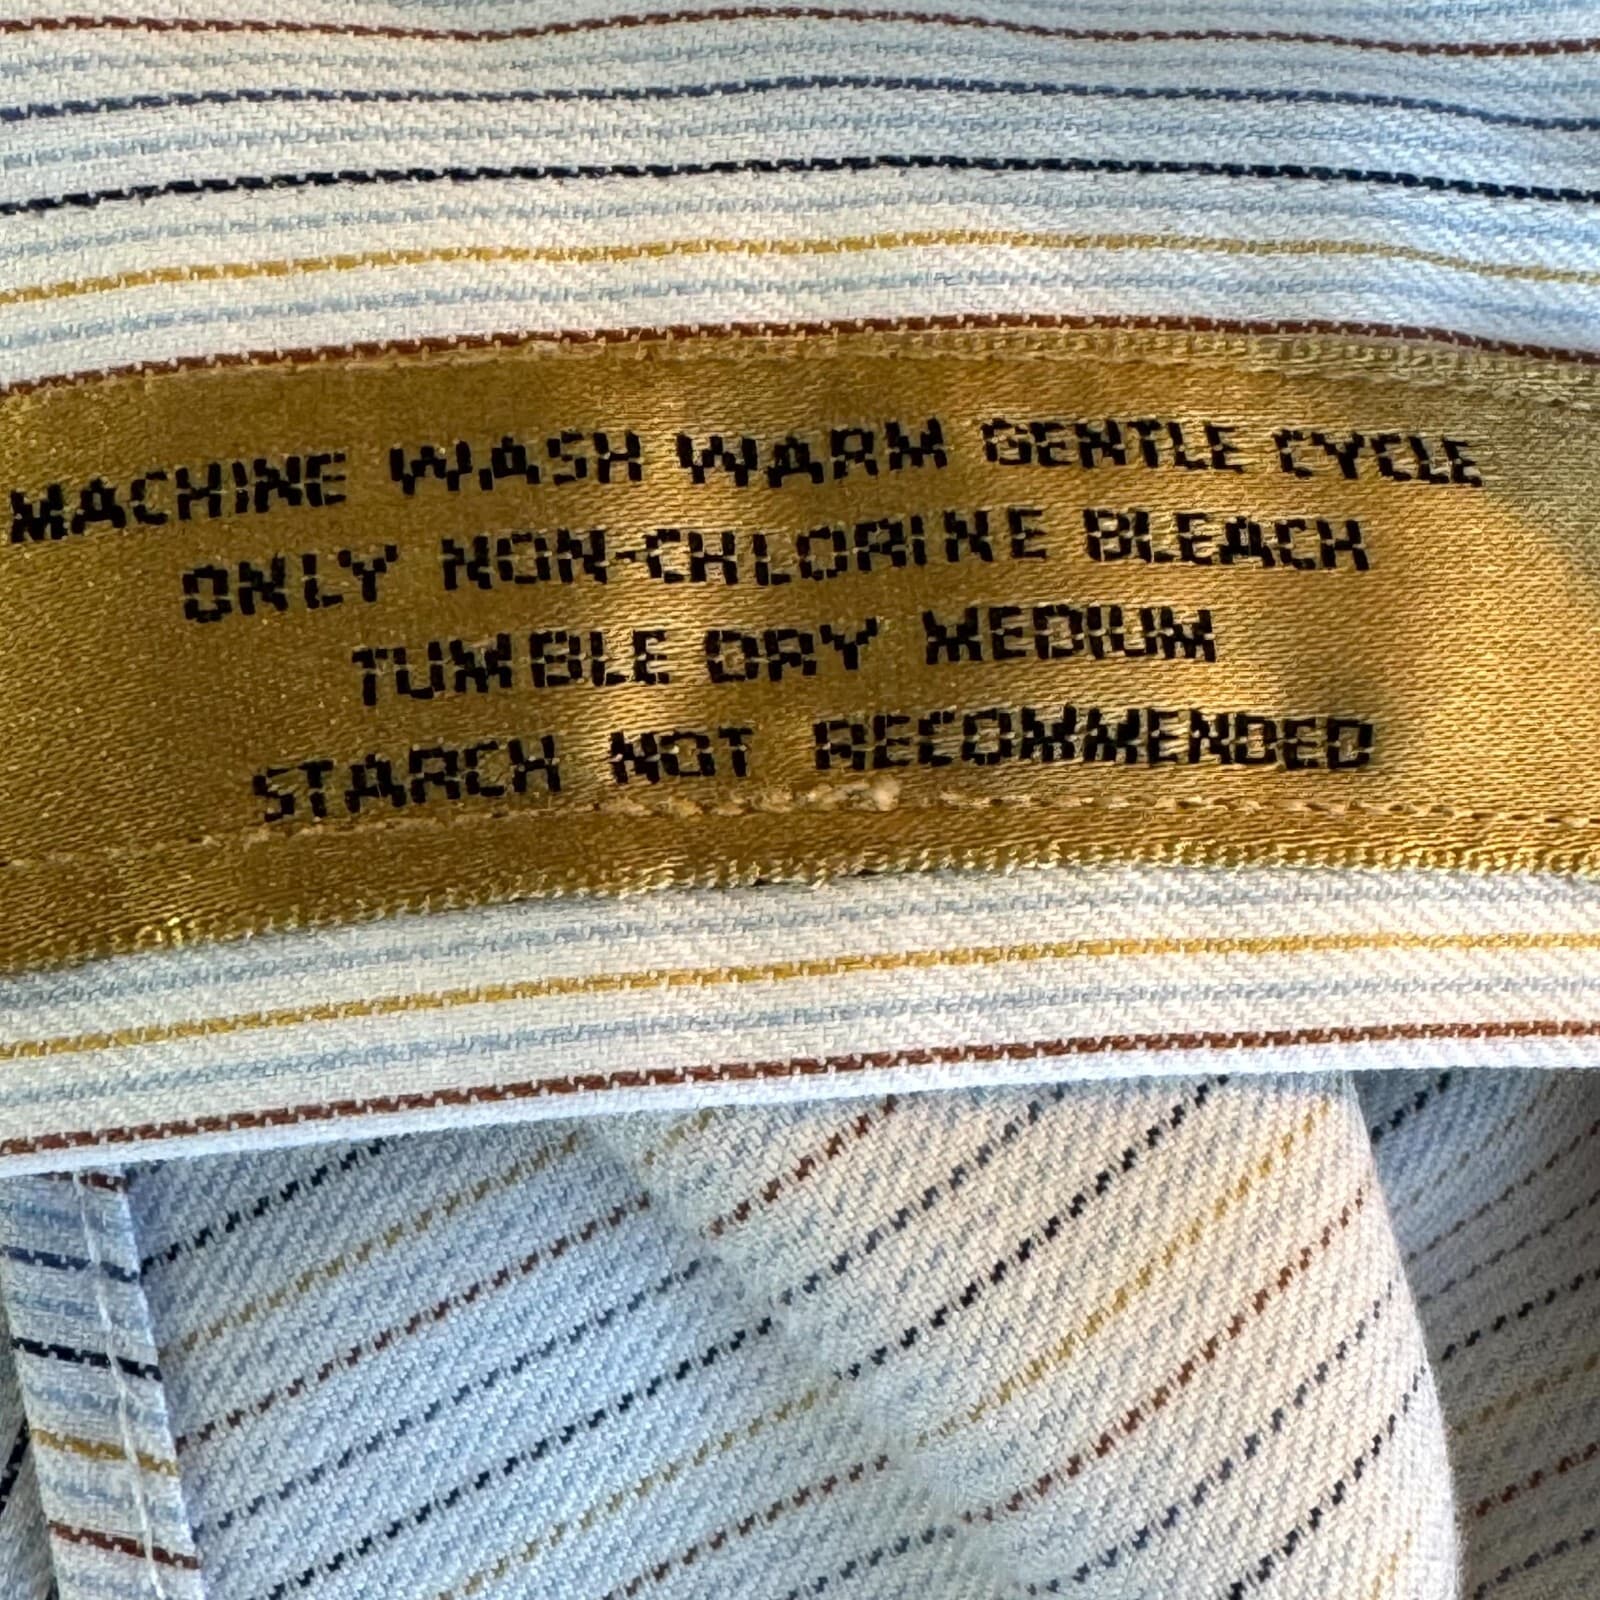 MACHINE WASH WARM GENTLE CYCLE
ONLY NON-CHLORINE BLEACH
TUMBLE DRY MEDIUM
STARCH NOT RECOMMENDED